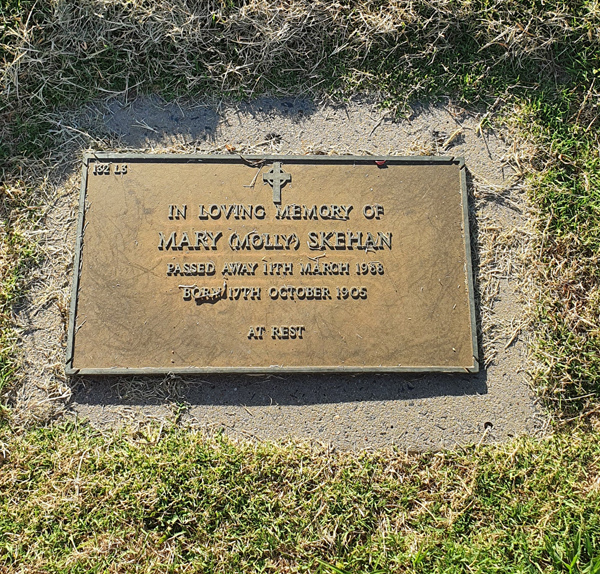 132 L3
IN LOVING MEMORY OF
MARY (MOLLY) SKEHAN
PASSED AWAY 11TH MARCH 1988
BORN 17TH OCTOBER 1905
AT REST